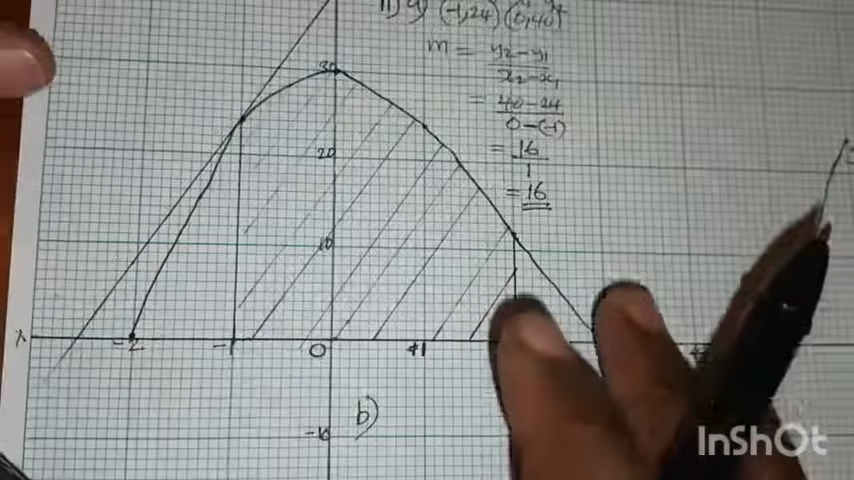 (-1,24) (0,40)
m = y2-y1
x2-x1
= 40-24
0-(-1)
= 16
1
= 16
30
20
10
-2 -1 0 +1
-10
b)
InShOt